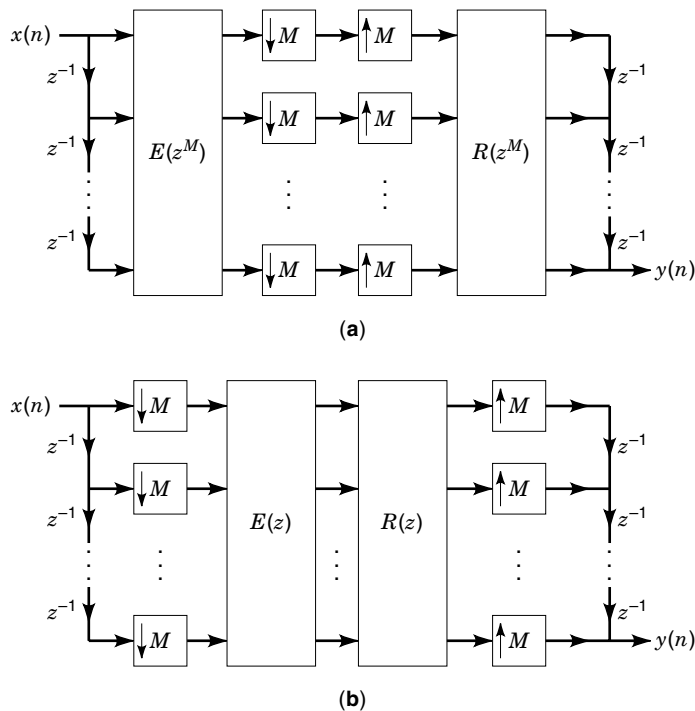 x(n) ↓M ↑M
z⁻¹ z⁻¹
↓M ↑M
E(z^M) R(z^M)
z⁻¹ z⁻¹
z⁻¹ z⁻¹
↓M ↑M y(n)
(a)
x(n) ↓M ↑M
z⁻¹ z⁻¹
↓M ↑M
E(z) R(z)
z⁻¹ z⁻¹
z⁻¹ z⁻¹
↓M ↑M y(n)
(b)